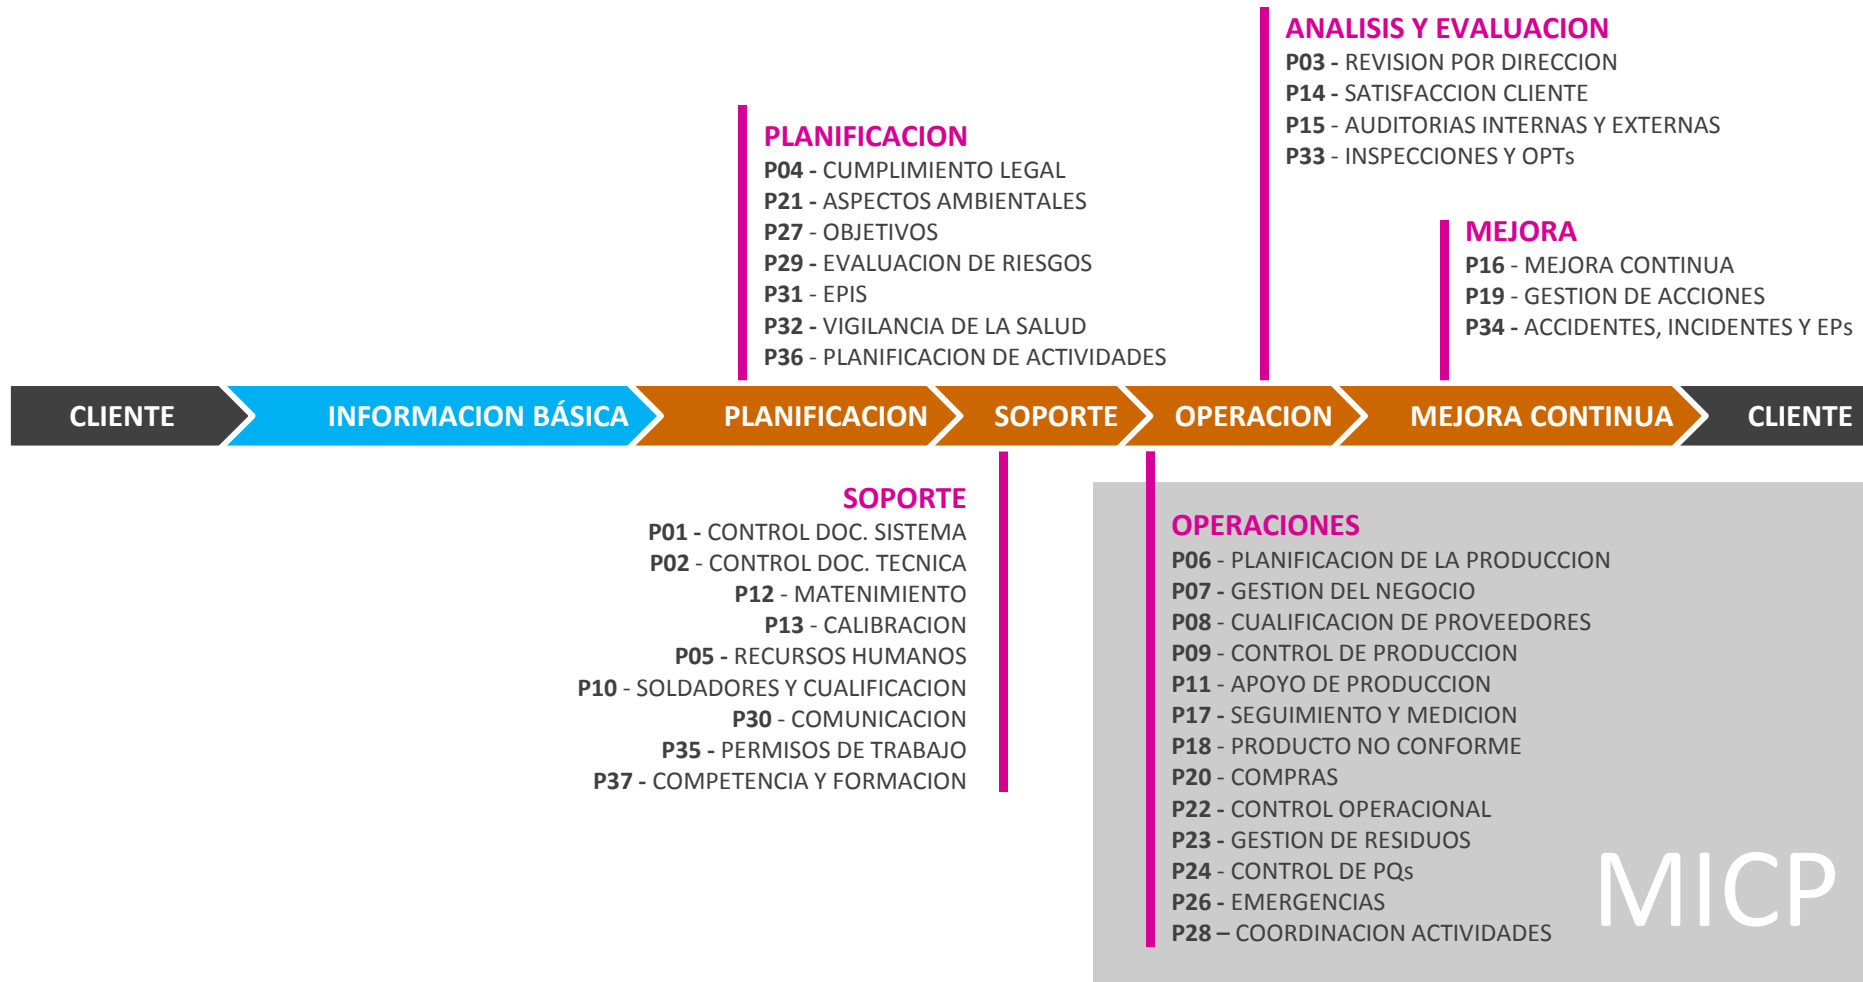 ANALISIS Y EVALUACION
P03 - REVISION POR DIRECCION
P14 - SATISFACCION CLIENTE
P15 - AUDITORIAS INTERNAS Y EXTERNAS
P33 - INSPECCIONES Y OPTs
PLANIFICACION
P04 - CUMPLIMIENTO LEGAL
P21 - ASPECTOS AMBIENTALES
P27 - OBJETIVOS
P29 - EVALUACION DE RIESGOS
P31 - EPIS
P32 - VIGILANCIA DE LA SALUD
P36 - PLANIFICACION DE ACTIVIDADES
MEJORA
P16 - MEJORA CONTINUA
P19 - GESTION DE ACCIONES
P34 - ACCIDENTES, INCIDENTES Y EPs
CLIENTE
INFORMACION BÁSICA
PLANIFICACION
SOPORTE
OPERACION
MEJORA CONTINUA
CLIENTE
SOPORTE
P01 - CONTROL DOC. SISTEMA
P02 - CONTROL DOC. TECNICA
P12 - MATENIMIENTO
P13 - CALIBRACION
P05 - RECURSOS HUMANOS
P10 - SOLDADORES Y CUALIFICACION
P30 - COMUNICACION
P35 - PERMISOS DE TRABAJO
P37 - COMPETENCIA Y FORMACION
OPERACIONES
P06 - PLANIFICACION DE LA PRODUCCION
P07 - GESTION DEL NEGOCIO
P08 - CUALIFICACION DE PROVEEDORES
P09 - CONTROL DE PRODUCCION
P11 - APOYO DE PRODUCCION
P17 - SEGUIMIENTO Y MEDICION
P18 - PRODUCTO NO CONFORME
P20 - COMPRAS
P22 - CONTROL OPERACIONAL
P23 - GESTION DE RESIDUOS
P24 - CONTROL DE PQs
P26 - EMERGENCIAS
P28 – COORDINACION ACTIVIDADES
MICP